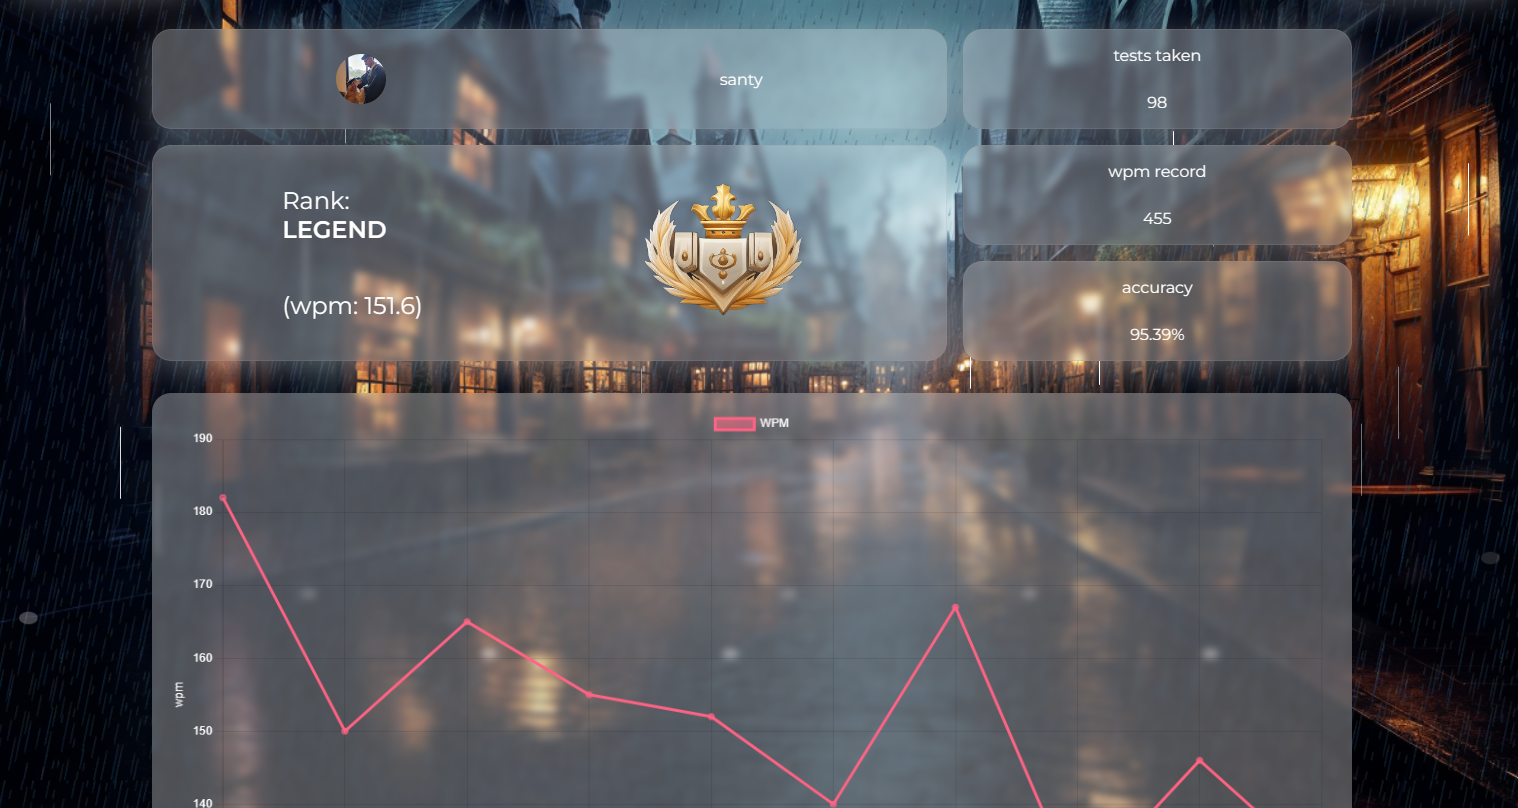 santy
tests taken
98
Rank:
LEGEND
(wpm: 151.6)
wpm record
455
accuracy
95.39%
WPM
190
180
170
160
150
140
wpm